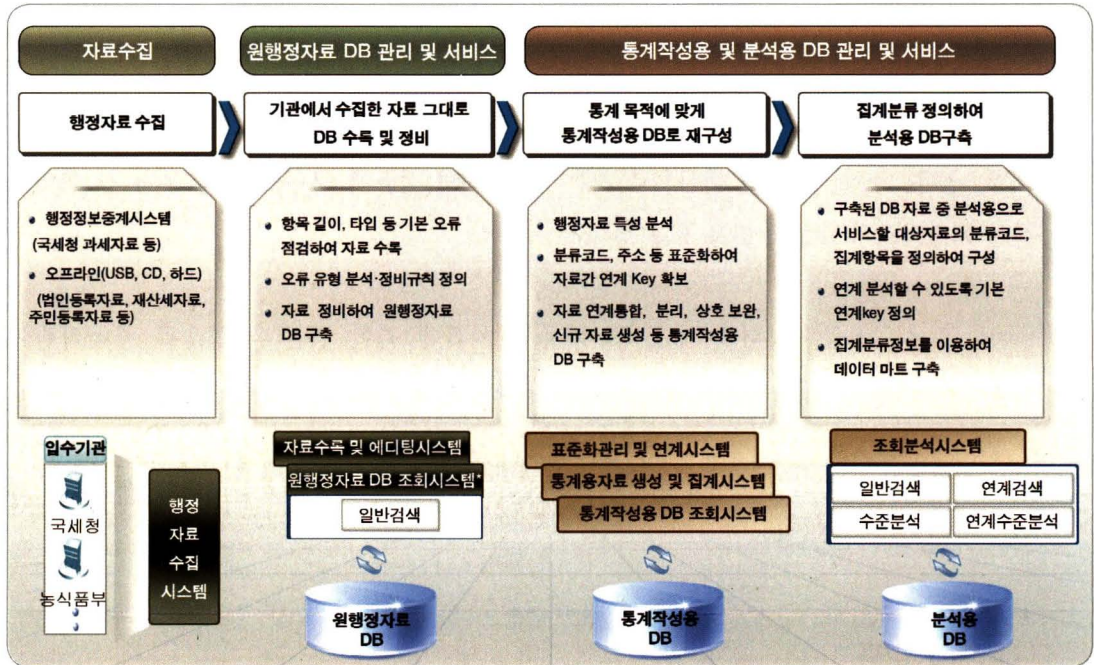 자료수집
원행정자료 DB 관리 및 서비스
통계작성용 및 분석용 DB 관리 및 서비스
행정자료 수집
기관에서 수집한 자료 그대로
DB 수록 및 정비
통계 목적에 맞게
통계작성용 DB로 재구성
집계분류 정의하여
분석용 DB구축
• 행정정보중계시스템
(국세청 과세자료 등)
• 오프라인(USB, CD, 하드)
(법인등록자료, 재산세자료,
주민등록자료 등)
• 항목 길이, 타입 등 기본 오류
점검하여 자료 수록
• 오류 유형 분석·정비규칙 정의
• 자료 정비하여 원행정자료
DB 구축
• 행정자료 특성 분석
• 분류코드, 주소 등 표준화하여
자료간 연계 Key 확보
• 자료 연계통합, 분리, 상호 보완,
신규 자료 생성 등 통계작성용
DB 구축
• 구축된 DB 자료 중 분석용으로
서비스할 대상자료의 분류코드,
집계항목을 정의하여 구성
• 연계 분석할 수 있도록 기본
연계key 정의
• 집계분류정보를 이용하여
데이터 마트 구축
입수기관
국세청
농식품부
행정
자료
수집
시스템
자료수록 및 에디팅시스템
원행정자료 DB 조회시스템*
일반검색
원행정자료
DB
표준화관리 및 연계시스템
통계용자료 생성 및 집계시스템
통계작성용 DB 조회시스템
통계작성용
DB
조회분석시스템
일반검색
연계검색
수준분석
연계수준분석
분석용
DB